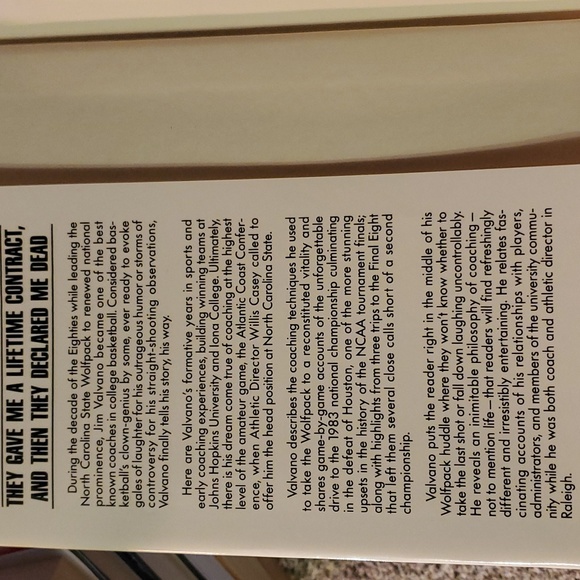 THEY GAVE ME A LIFETIME CONTRACT,
AND THEN THEY DECLARED ME DEAD
During the decade of the Eighties while leading the
North Carolina State Wolfpack to renewed national
prominence, Jim Valvano became one of the best
known coaches in college basketball. Considered bas-
ketball's clown-genius by some, ever ready to evoke
gales of laughter for his outrageous humor or storms of
controversy for his straight-shooting observations,
Valvano finally tells his story, his way.
Here are Valvano's formative years in sports and
early coaching experiences, building winning teams at
Johns Hopkins University and Iona College. Ultimately,
there is his dream come true of coaching at the highest
level of the amateur game, the Atlantic Coast Confer-
ence, when Athletic Director Willis Casey called to
offer him the head position at North Carolina State.
Valvano describes the coaching techniques he used
to take the Wolfpack to a reconstituted vitality and
shares game-by-game accounts of the unforgettable
drive to the 1983 national championship culminating
in the defeat of Houston, one of the more stunning
upsets in the history of the NCAA tournament finals;
along with highlights from three trips to the Final Eight
that left them several close calls short of a second
championship.
Valvano puts the reader right in the middle of his
Wolfpack huddle where they won't know whether to
take the last shot or fall down laughing uncontrollably.
He reveals an inimitable philosophy of coaching—
not to mention life—that readers will find refreshingly
different and irresistibly entertaining. He relates fas-
cinating accounts of his relationships with players,
administrators, and members of the university commu-
nity while he was both coach and athletic director in
Raleigh.